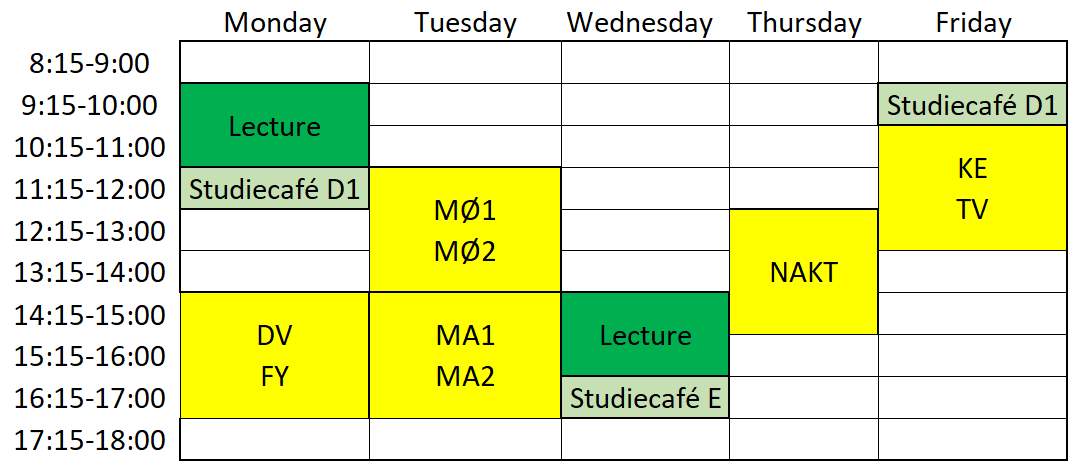 Monday Tuesday Wednesday Thursday Friday
8:15-9:00
9:15-10:00 Studiecafé D1
Lecture
10:15-11:00
KE
11:15-12:00 Studiecafé D1
MØ1 TV
12:15-13:00
MØ2
13:15-14:00 NAKT
14:15-15:00
DV MA1 Lecture
15:15-16:00
FY MA2
16:15-17:00 Studiecafé E
17:15-18:00